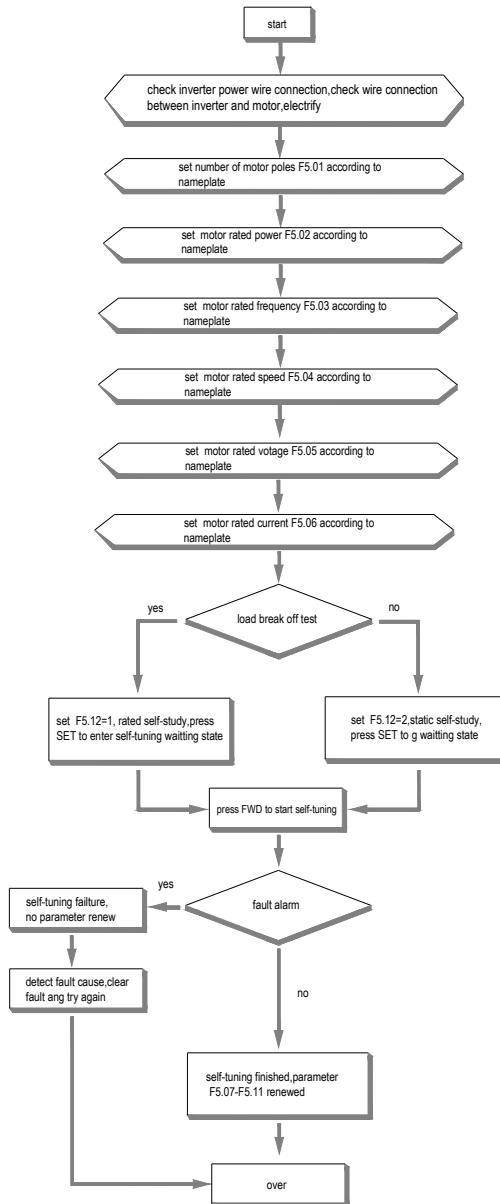 start
check inverter power wire connection,check wire connection
between inverter and motor,electrify
set number of motor poles F5.01 according to
nameplate
set motor rated power F5.02 according to
nameplate
set motor rated frequency F5.03 according to
nameplate
set motor rated speed F5.04 according to
nameplate
set motor rated votage F5.05 according to
nameplate
set motor rated current F5.06 according to
nameplate
yes
load break off test
no
set F5.12=1, rated self-study,press
SET to enter self-tuning waitting state
set F5.12=2,static self-study,
press SET to g waitting state
press FWD to start self-tuning
yes
fault alarm
self-tuning failture,
no parameter renew
detect fault cause,clear
fault ang try again
no
self-tuning finished,parameter
F5.07-F5.11 renewed
over